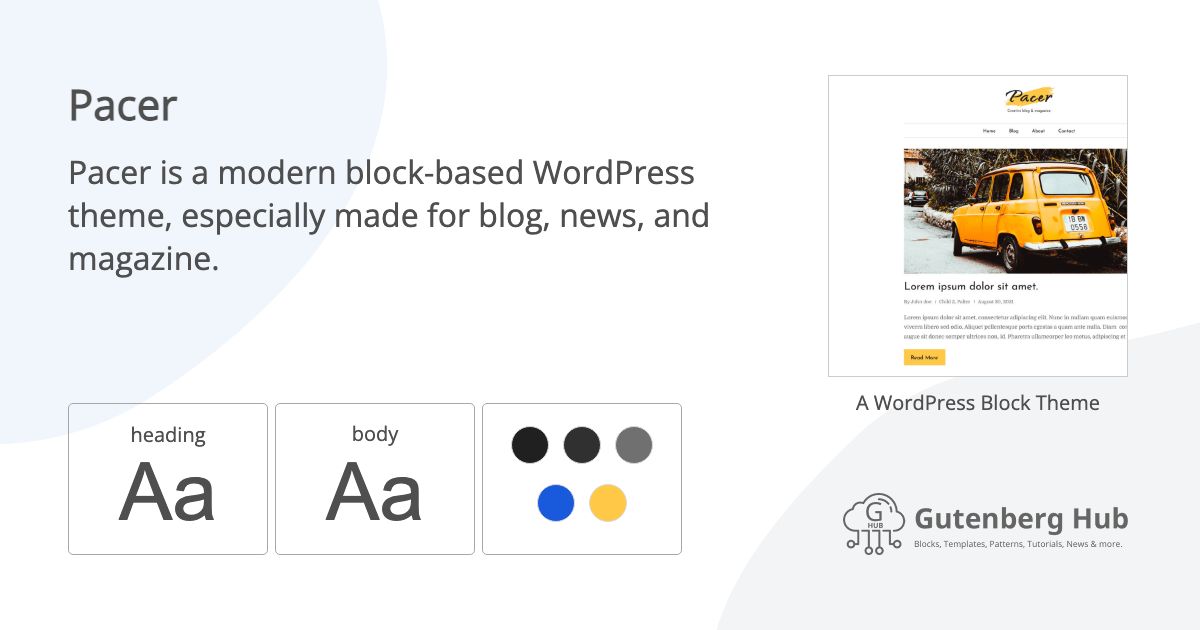 Pacer
Pacer is a modern block-based WordPress
theme, especially made for blog, news, and
magazine.
heading
Aa
body
Aa
Pacer
Creative blog & magazine
Home Blog About Contact
Lorem ipsum dolor sit amet.
By John Doe / Child 2, Pallte / August 30, 2021
Lorem ipsum dolor sit amet, consectetur adipiscing elit. Nunc in nullam quam euismod
viverra libero sed odio. Aliquet pellentesque porta egestas a quam ante nulla. Diam
augue sit donec semper ultrices non, id. Pharetra ullamcorper leo metus, adipiscing et
Read More
A WordPress Block Theme
G
HUB
Gutenberg Hub
Blocks, Templates, Patterns, Tutorials, News & more.